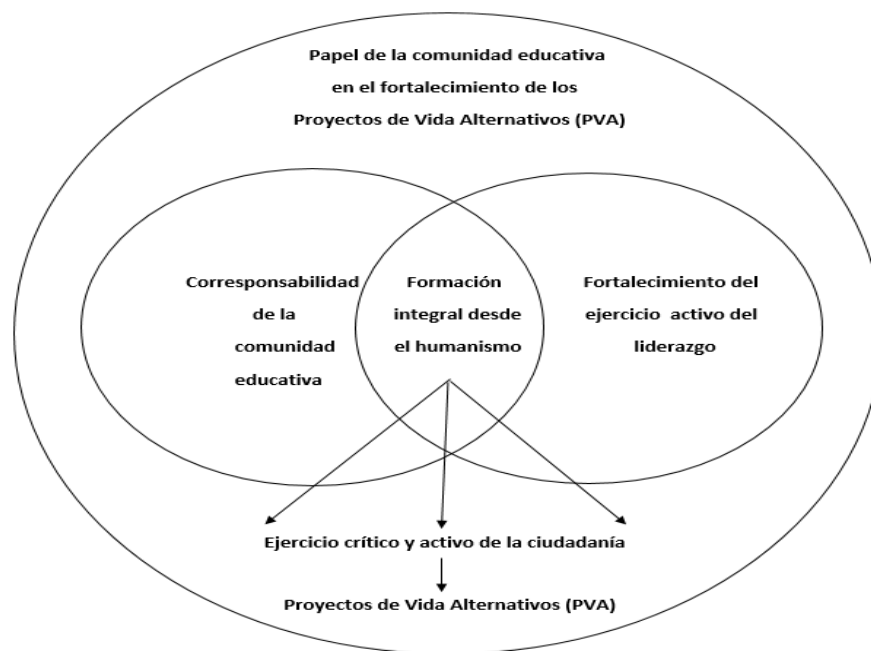 Papel de la comunidad educativa
en el fortalecimiento de los
Proyectos de Vida Alternativos (PVA)
Corresponsabilidad
de la
comunidad
educativa
Formación
integral desde
el humanismo
Fortalecimiento del
ejercicio activo del
liderazgo
Ejercicio crítico y activo de la ciudadanía
Proyectos de Vida Alternativos (PVA)